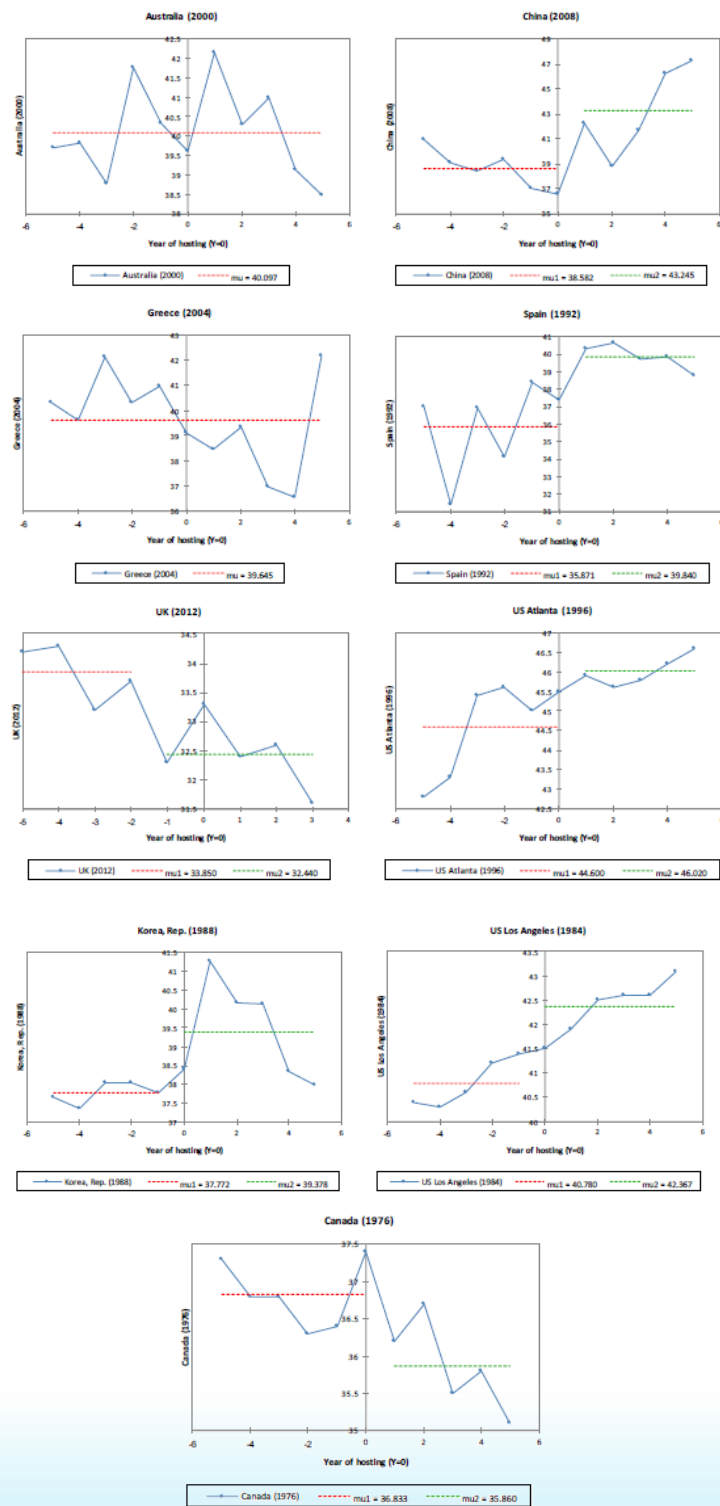 Australia (2000)
42.5
42
41.5
41
40.5
40
39.5
39
38.5
38
-6 -4 -2 0 2 4 6
Australia (2000)
Year of hosting (Y=0)
Australia (2000) mu = 40.097
China (2008)
49
47
45
43
41
39
37
35
-6 -4 -2 0 2 4 6
China (2008)
Year of hosting (Y=0)
China (2008) mu1 = 38.582 mu2 = 43.245
Greece (2004)
43
42
41
40
39
38
37
36
-6 -4 -2 0 2 4 6
Greece (2004)
Year of hosting (Y=0)
Greece (2004) mu = 39.645
Spain (1992)
41
40
39
38
37
36
35
34
33
32
31
-6 -4 -2 0 2 4 6
Spain (1992)
Year of hosting (Y=0)
Spain (1992) mu1 = 35.871 mu2 = 39.840
UK (2012)
34.5
34
33.5
33
32.5
32
31.5
-5 -4 -3 -2 -1 0 1 2 3 4
UK (2012)
Year of hosting (Y=0)
UK (2012) mu1 = 33.850 mu2 = 32.440
US Atlanta (1996)
47
46.5
46
45.5
45
44.5
44
43.5
43
42.5
-6 -4 -2 0 2 4 6
US Atlanta (1996)
Year of hosting (Y=0)
US Atlanta (1996) mu1 = 44.600 mu2 = 46.020
Korea, Rep. (1988)
41.5
41
40.5
40
39.5
39
38.5
38
37.5
37
-6 -4 -2 0 2 4 6
Korea, Rep. (1988)
Year of hosting (Y=0)
Korea, Rep. (1988) mu1 = 37.772 mu2 = 39.378
US Los Angeles (1984)
43.5
43
42.5
42
41.5
41
40.5
40
-6 -4 -2 0 2 4 6
US Los Angeles (1984)
Year of hosting (Y=0)
US Los Angeles (1984) mu1 = 40.780 mu2 = 42.367
Canada (1976)
37.5
37
36.5
36
35.5
35
-6 -4 -2 0 2 4 6
Canada (1976)
Year of hosting (Y=0)
Canada (1976) mu1 = 36.833 mu2 = 35.860